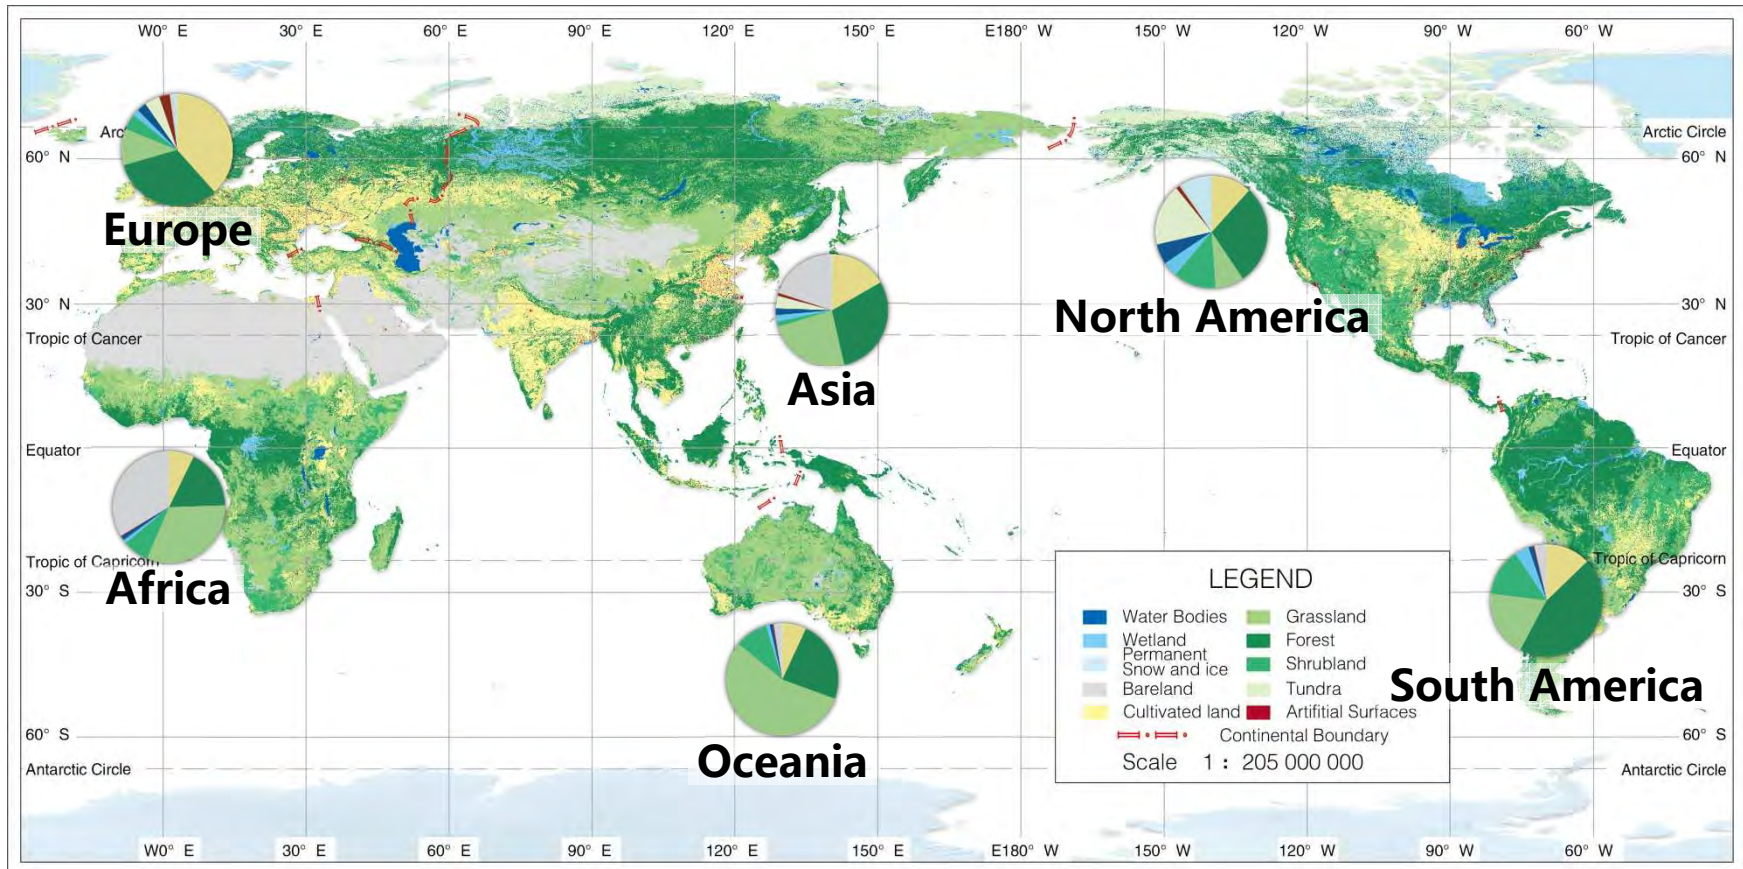 W0° E 30° E 60° E 90° E 120° E 150° E E180° W 150° W 120° W 90° W 60° W
Arc
Arctic Circle
60° N
60° N
Europe
North America
30° N
30° N
Tropic of Cancer
Tropic of Cancer
Asia
Equator
Equator
Tropic of Capricorn
Tropic of Capricorn
Africa
30° S
30° S
LEGEND
Water Bodies
Grassland
Wetland
Forest
Permanent
Snow and ice
Shrubland
Bareland
Tundra
Cultivated land
Artifitial Surfaces
Continental Boundary
Scale 1 : 205 000 000
South America
Oceania
60° S
60° S
Antarctic Circle
Antarctic Circle
W0° E 30° E 60° E 90° E 120° E 150° E E180° W 150° W 120° W 90° W 60° W